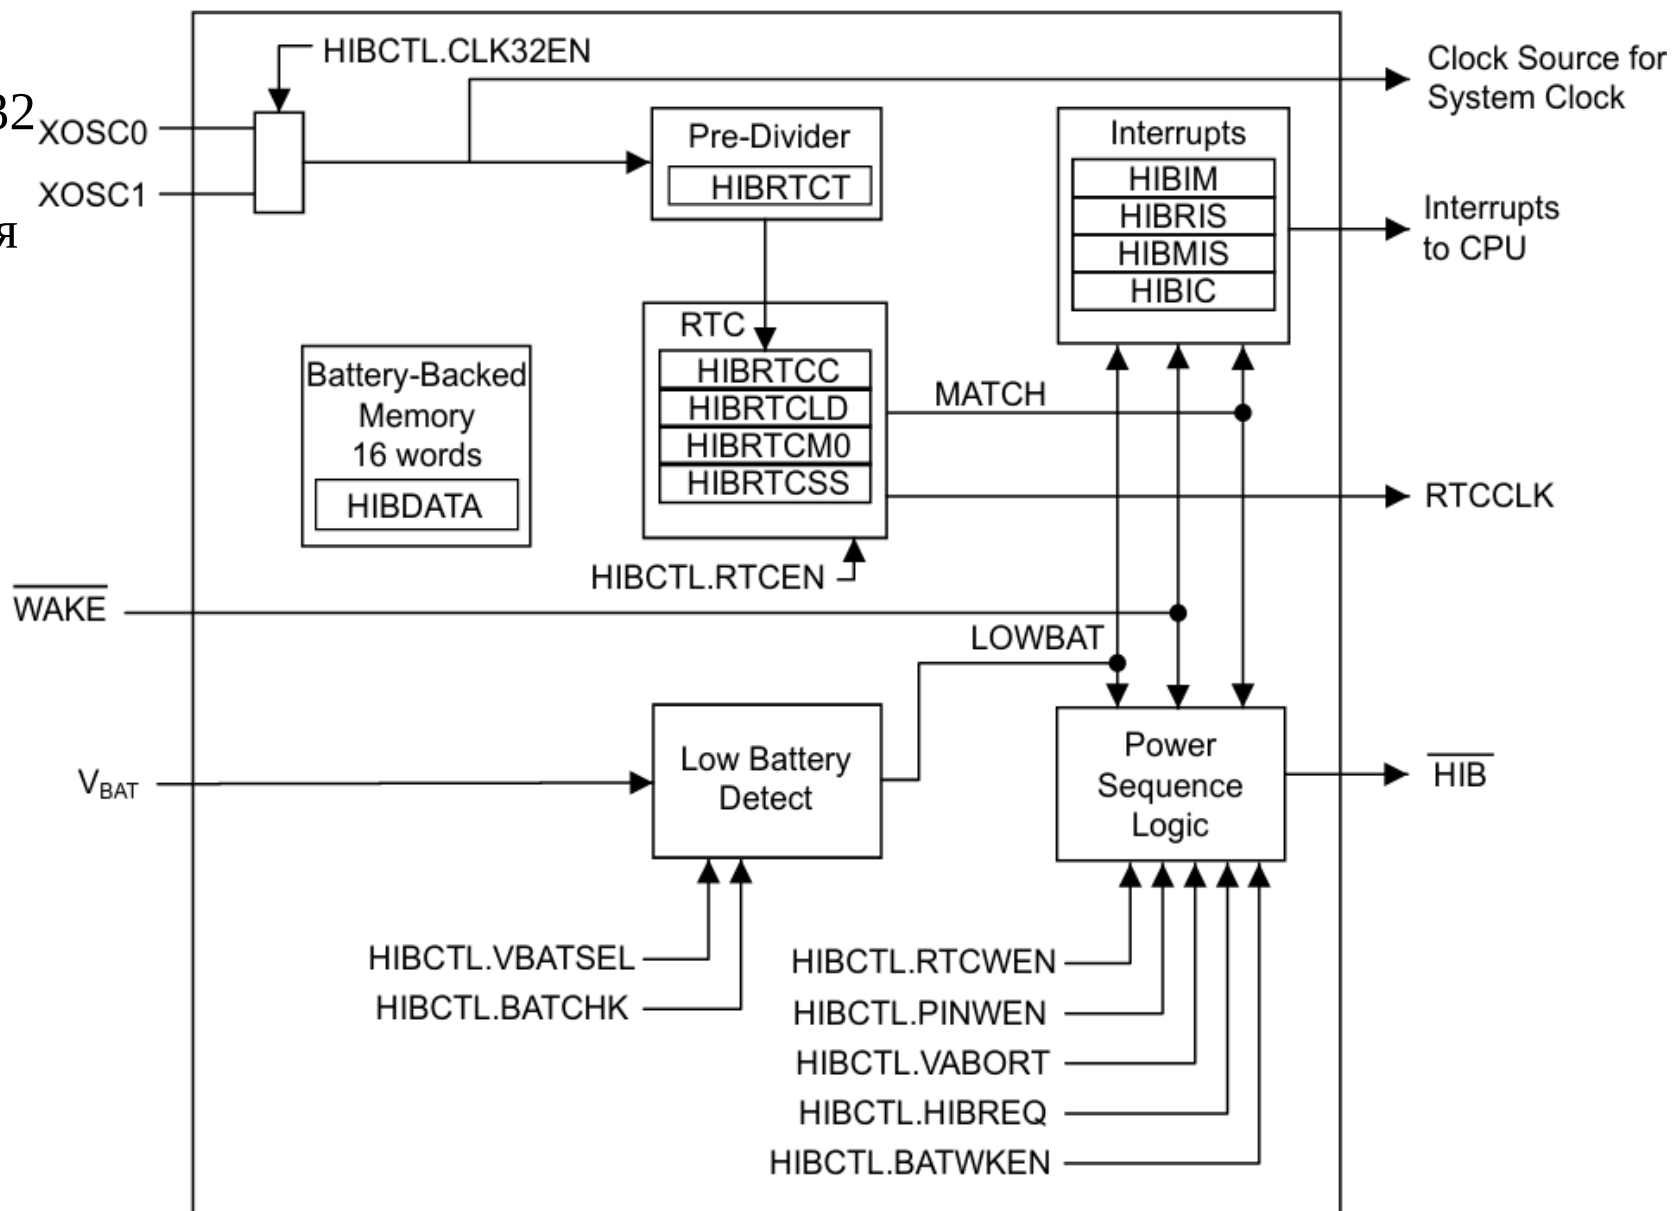 HIBCTL.CLK32EN
Clock Source for
System Clock
32
XOSC0
XOSC1
я
Pre-Divider
HIBRTCT
Interrupts
HIBIM
HIBRIS
HIBMIS
HIBIC
Interrupts
to CPU
RTC
HIBRTCC
HIBRTCLD
HIBRTCM0
HIBRTCSS
MATCH
Battery-Backed
Memory
16 words
HIBDATA
RTCCLK
HIBCTL.RTCEN
WAKE
LOWBAT
VBAT
Low Battery
Detect
Power
Sequence
Logic
HIB
HIBCTL.VBATSEL
HIBCTL.BATCHK
HIBCTL.RTCWEN
HIBCTL.PINWEN
HIBCTL.VABORT
HIBCTL.HIBREQ
HIBCTL.BATWKEN